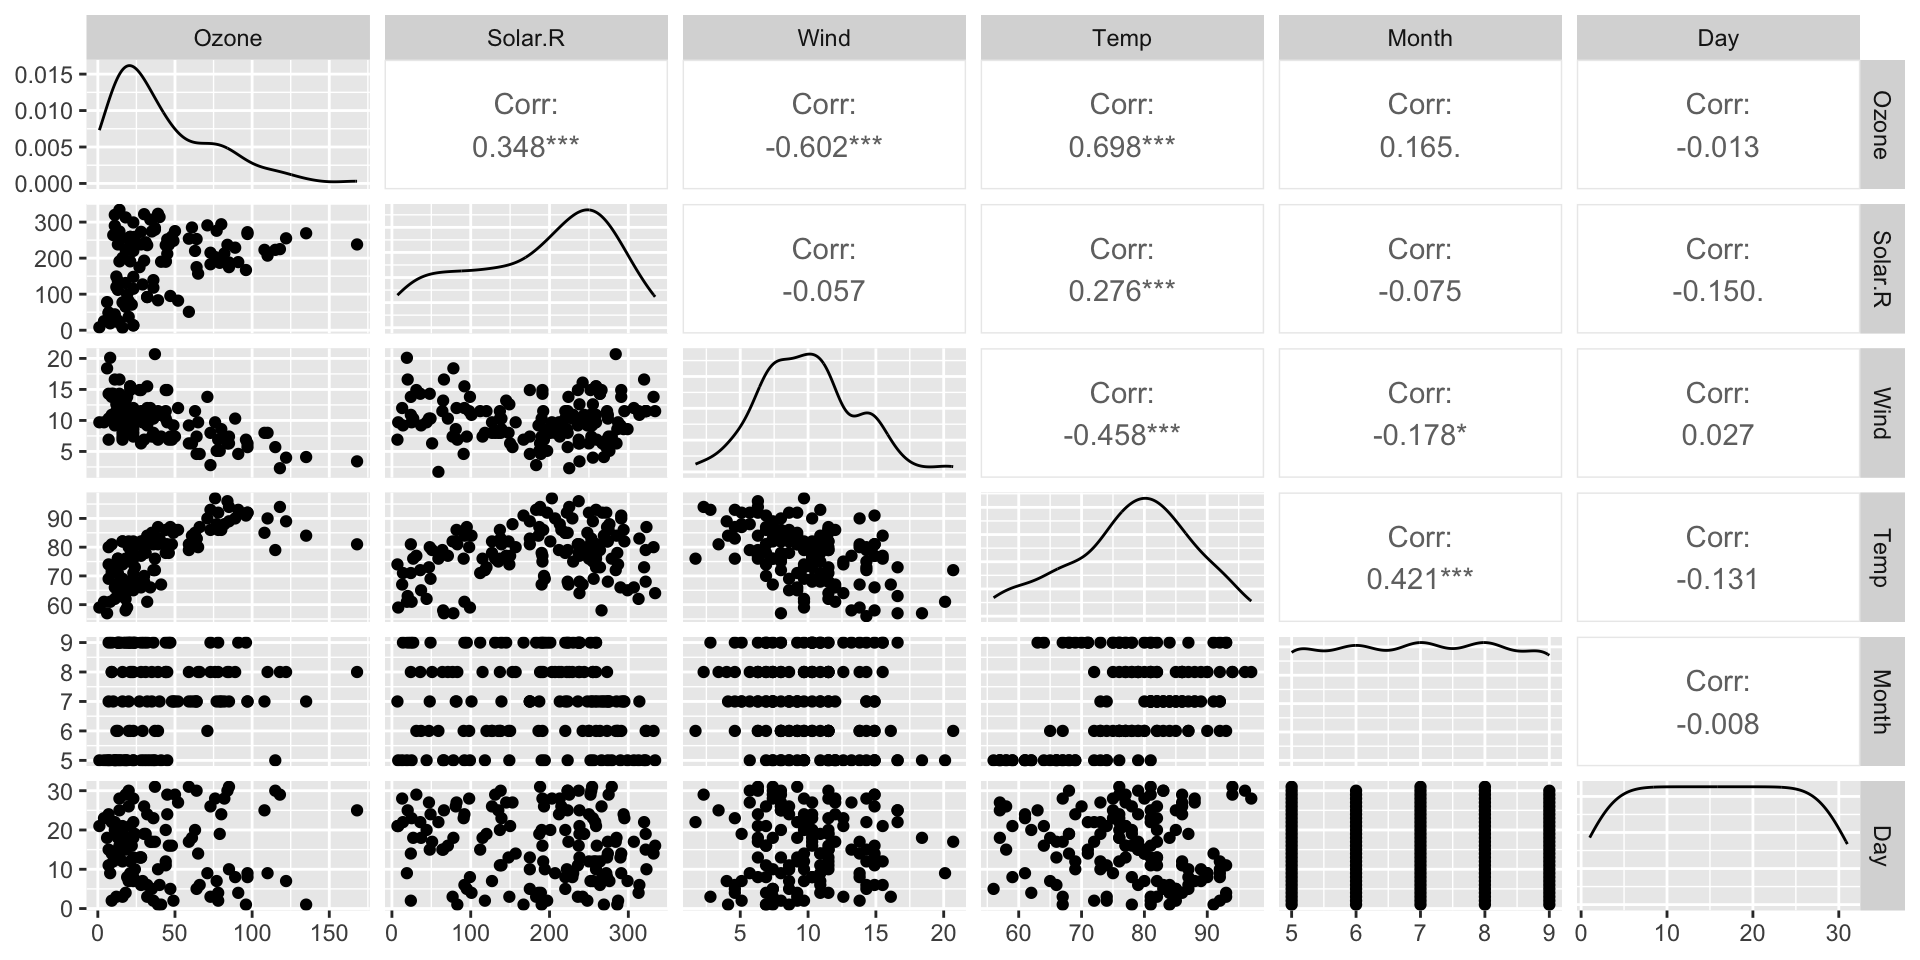 Ozone Solar.R Wind Temp Month Day
0.015
0.010
0.005
0.000
Corr: Corr: Corr: Corr: Corr:
0.348*** -0.602*** 0.698*** 0.165. -0.013
Ozone
300
200
100
0
Corr: Corr: Corr: Corr:
-0.057 0.276*** -0.075 -0.150.
Solar.R
20
15
10
5
Corr: Corr: Corr:
-0.458*** -0.178* 0.027
Wind
90
80
70
60
Corr: Corr:
0.421*** -0.131
Temp
9
8
7
6
5
Corr:
-0.008
Month
30
20
10
0
Day
0 50 100 150 0 100 200 300 5 10 15 20 60 70 80 90 5 6 7 8 9 0 10 20 30